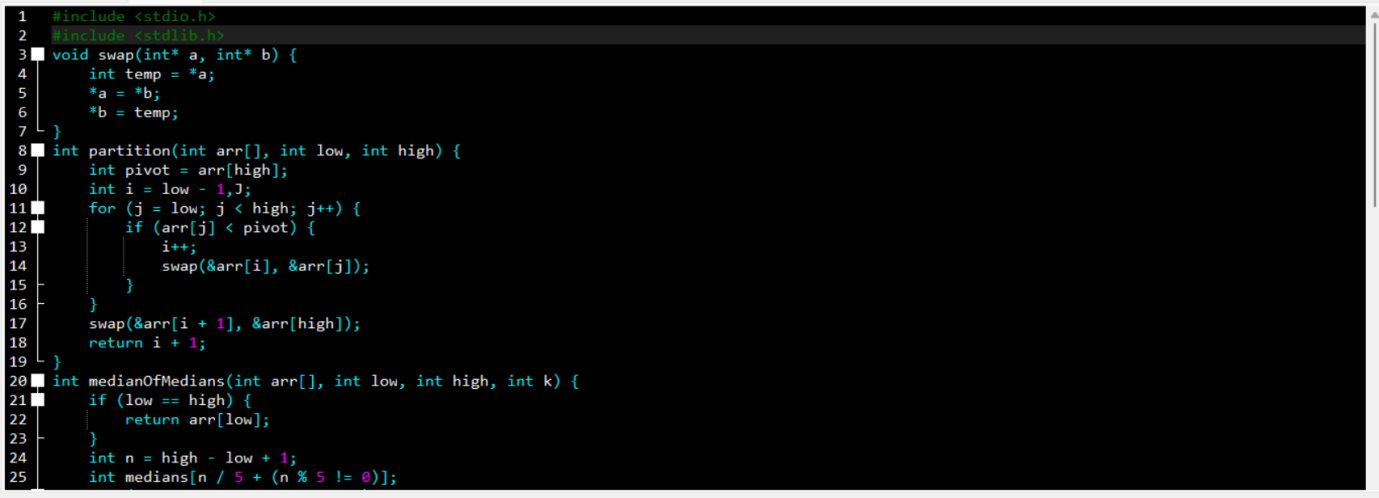 1 #include <stdio.h>
2 #include <stdlib.h>
3 void swap(int* a, int* b) {
4     int temp = *a;
5     *a = *b;
6     *b = temp;
7 }
8 int partition(int arr[], int low, int high) {
9     int pivot = arr[high];
10     int i = low - 1,J;
11     for (j = low; j < high; j++) {
12         if (arr[j] < pivot) {
13             i++;
14             swap(&arr[i], &arr[j]);
15         }
16     }
17     swap(&arr[i + 1], &arr[high]);
18     return i + 1;
19 }
20 int medianOfMedians(int arr[], int low, int high, int k) {
21     if (low == high) {
22         return arr[low];
23     }
24     int n = high - low + 1;
25     int medians[n / 5 + (n % 5 != 0)];